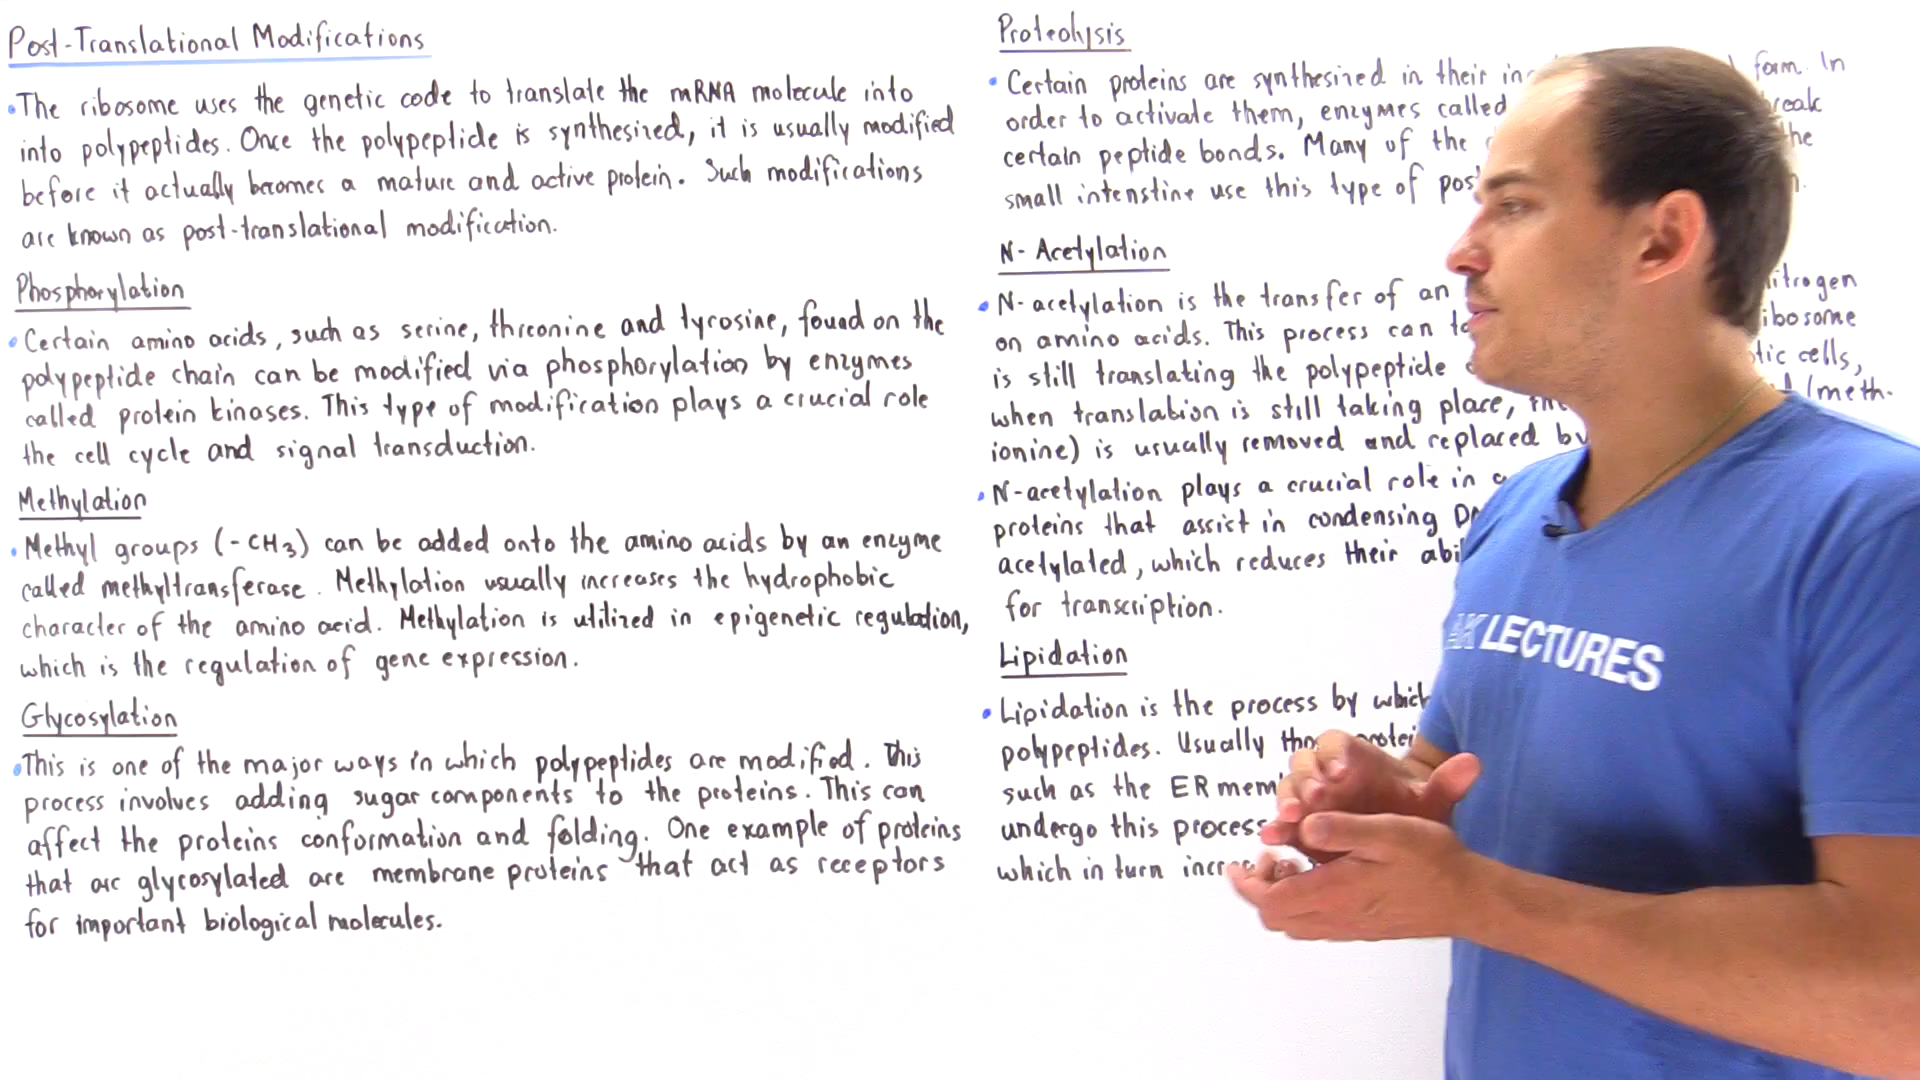 Post-Translational Modifications
The ribosome uses the genetic code to translate the mRNA molecule into
into polypeptides. Once the polypeptide is synthesized, it is usually modified
before it actually becomes a mature and active protein. Such modifications
are known as post-translational modification.
Phosphorylation
Certain amino acids, such as serine, threonine and tyrosine, found on the
polypeptide chain can be modified via phosphorylation by enzymes
called protein kinases. This type of modification plays a crucial role
the cell cycle and signal transduction.
Methylation
Methyl groups (-CH3) can be added onto the amino acids by an enzyme
called methyltransferase. Methylation usually increases the hydrophobic
character of the amino acid. Methylation is utilized in epigenetic regulation,
which is the regulation of gene expression.
Glycosylation
This is one of the major ways in which polypeptides are modified. This
process involves adding sugar components to the proteins. This can
affect the proteins conformation and folding. One example of proteins
that are glycosylated are membrane proteins that act as receptors
for important biological molecules.
Proteolysis
Certain proteins are synthesized in their form. In
order to activate them, enzymes called
certain peptide bonds. Many of the the
small intenstine use this type of
N-Acetylation
N-acetylation is the transfer of an
on amino acids. This process can
is still translating the polypeptide cells,
when translation is still taking place, (meth-
ionine) is usually removed and replaced by
N-acetylation plays a crucial role in
proteins that assist in condensing
acetylated, which reduces their
for transcription.
Lipidation
Lipidation is the process by which
polypeptides. Usually
such as the ER
undergo this process
which in turn
AK LECTURES